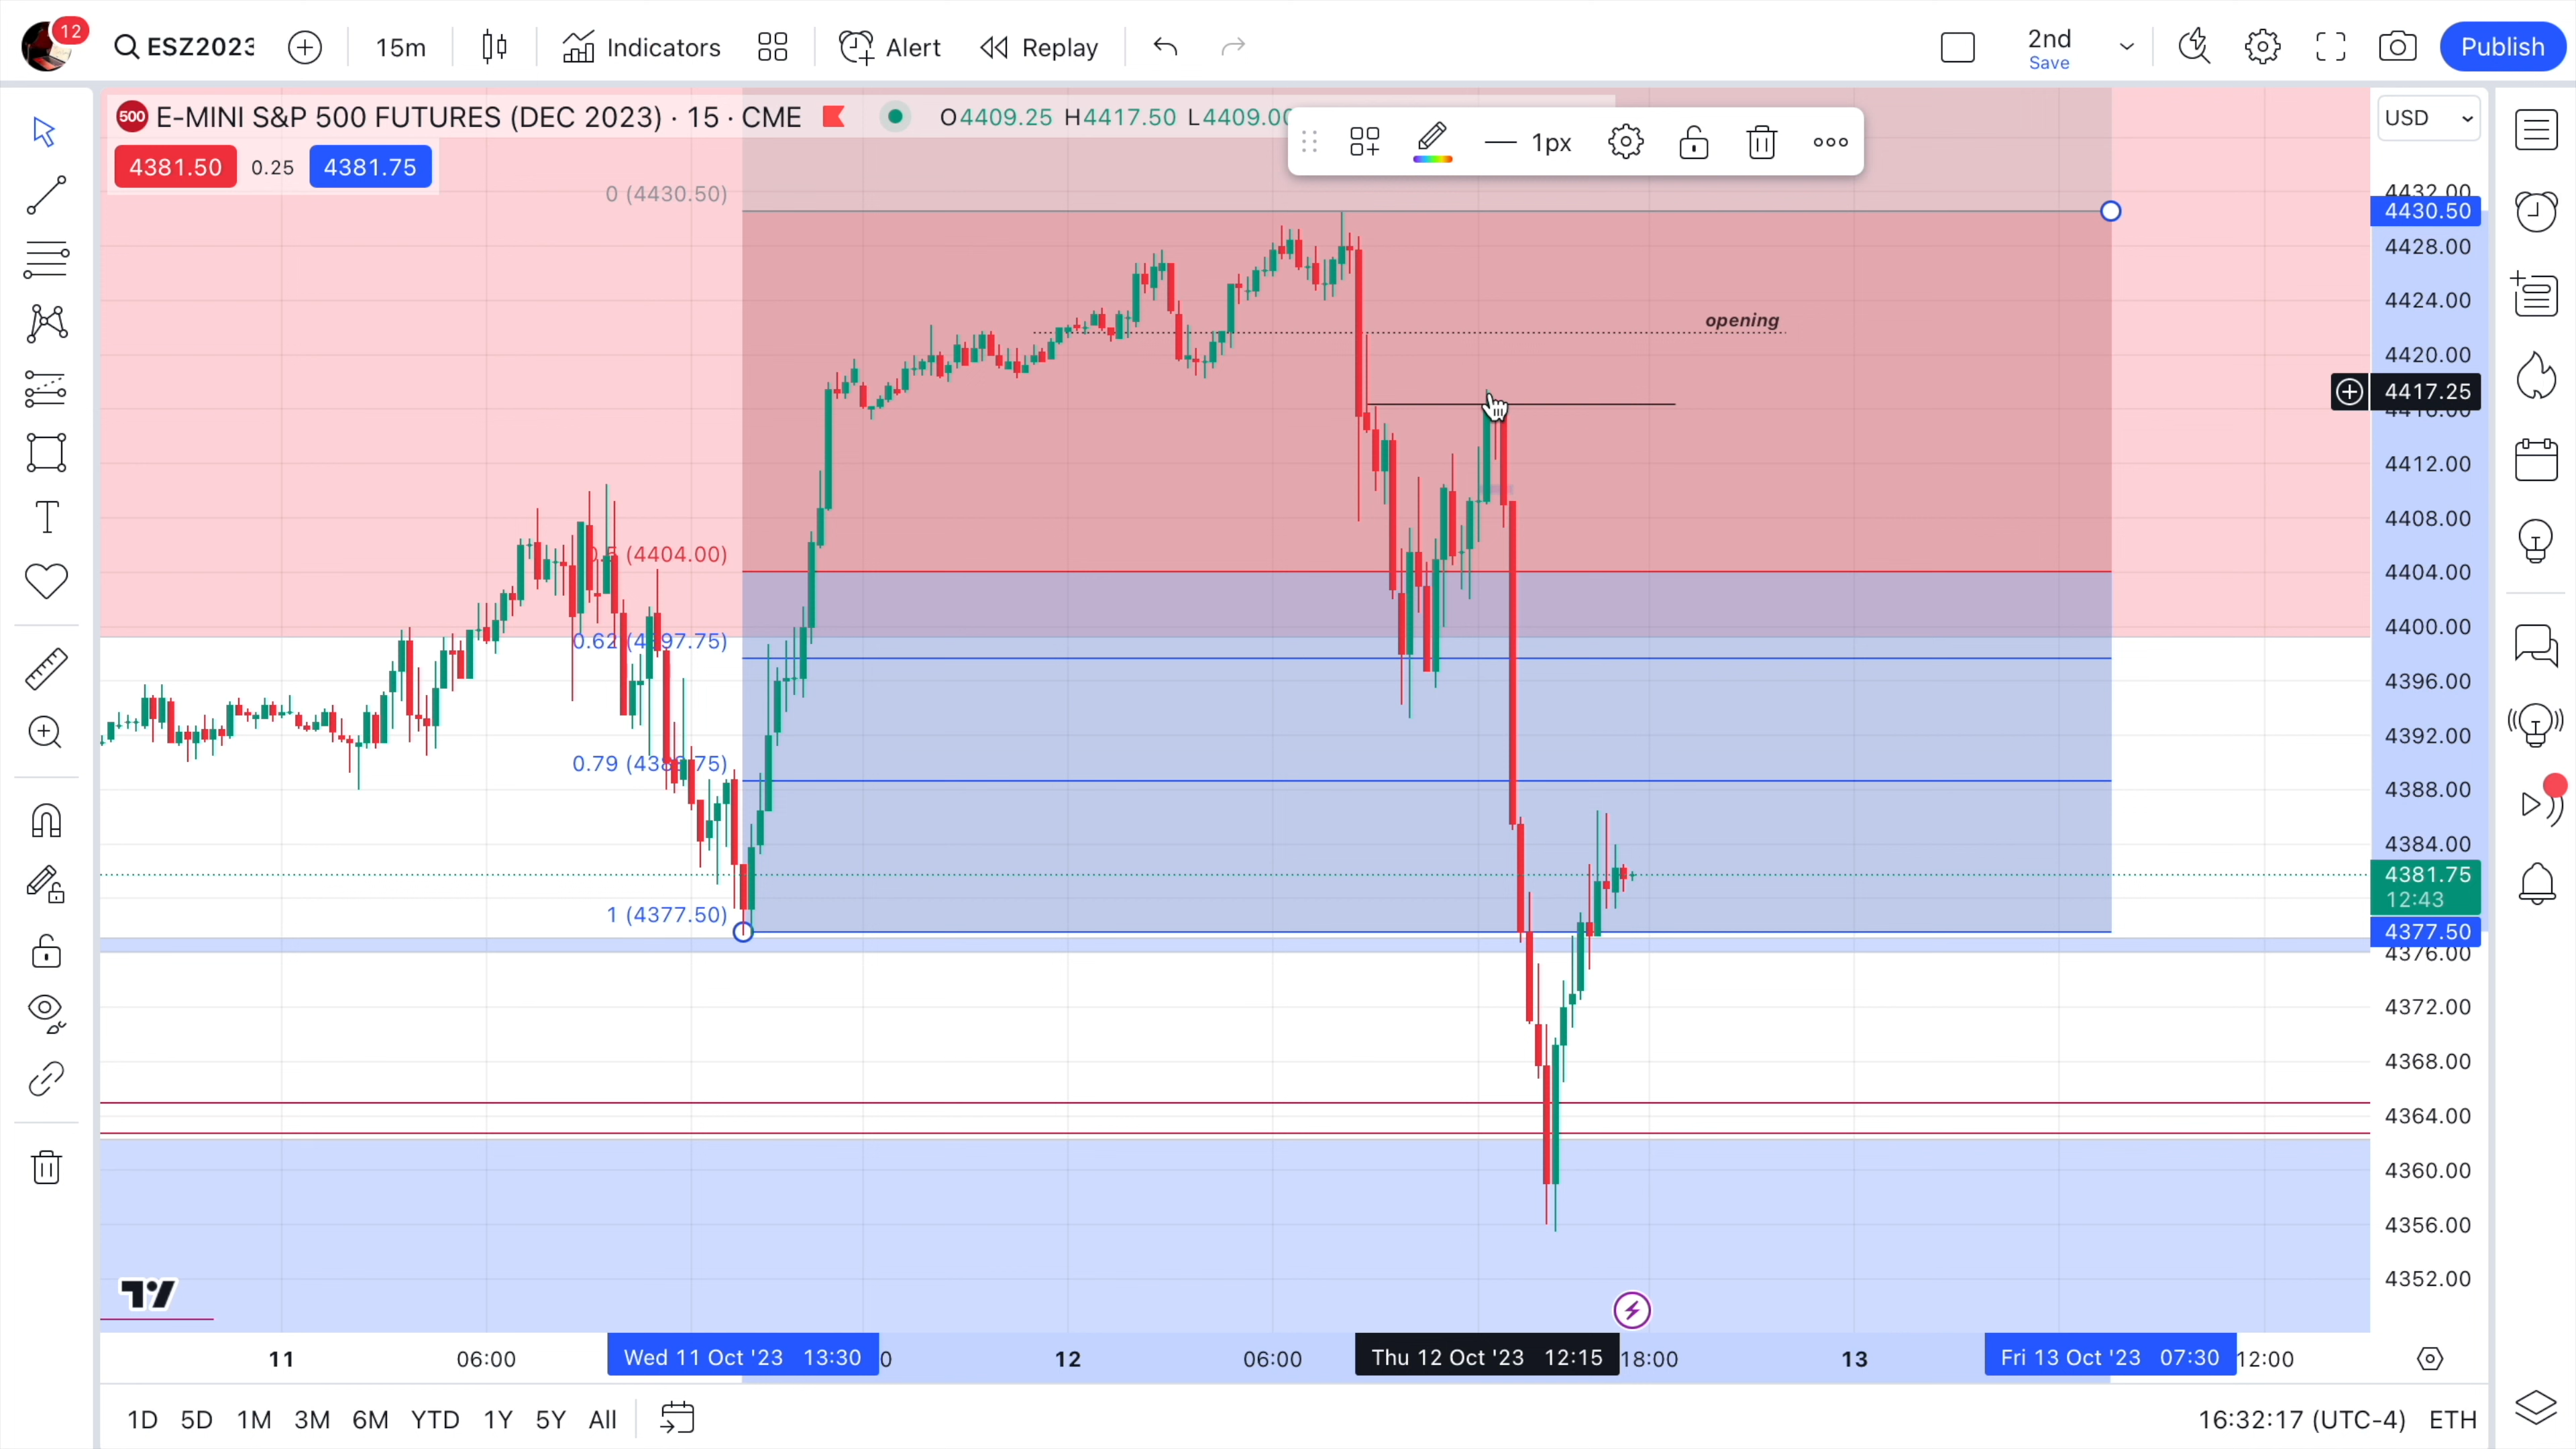 12
ESZ2023
15m
Indicators
Alert
Replay
2nd
Save
Publish
500 E-MINI S&P 500 FUTURES (DEC 2023) · 15 · CME
O4409.25 H4417.50 L4409.00
1px
USD
4381.50 0.25 4381.75
0 (4430.50)
4432.00
4430.50
4428.00
4424.00
opening
4420.00
4417.25
4412.00
4408.00
(4404.00)
4404.00
4400.00
0.62 (4397.75)
4396.00
4392.00
0.79
4388.00
4384.00
4381.75
12:43
1 (4377.50)
4377.50
4376.00
4372.00
4368.00
4364.00
4360.00
4356.00
4352.00
11 06:00 Wed 11 Oct '23 13:30 0 12 06:00 Thu 12 Oct '23 12:15 18:00 13 Fri 13 Oct '23 07:30 12:00
1D 5D 1M 3M 6M YTD 1Y 5Y All
16:32:17 (UTC-4) ETH